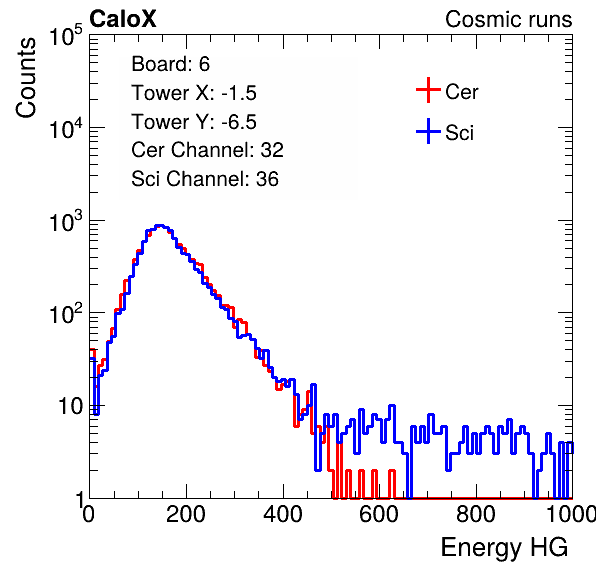 CaloX Cosmic runs
Board: 6
Tower X: -1.5
Tower Y: -6.5
Cer Channel: 32
Sci Channel: 36
Cer
Sci
Counts
10^5
10^4
10^3
10^2
10
1
0 200 400 600 800 1000
Energy HG